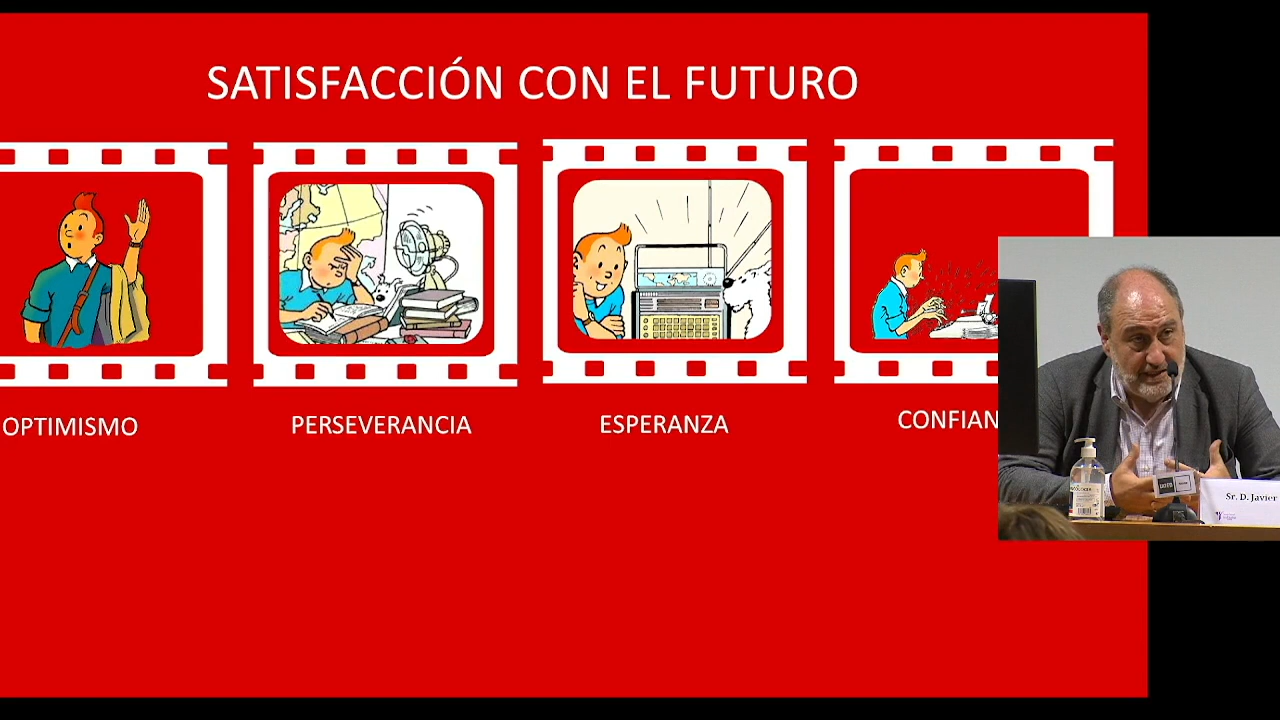 SATISFACCIÓN CON EL FUTURO
OPTIMISMO
PERSEVERANCIA
ESPERANZA
CONFIAN
Sr. D. Javier